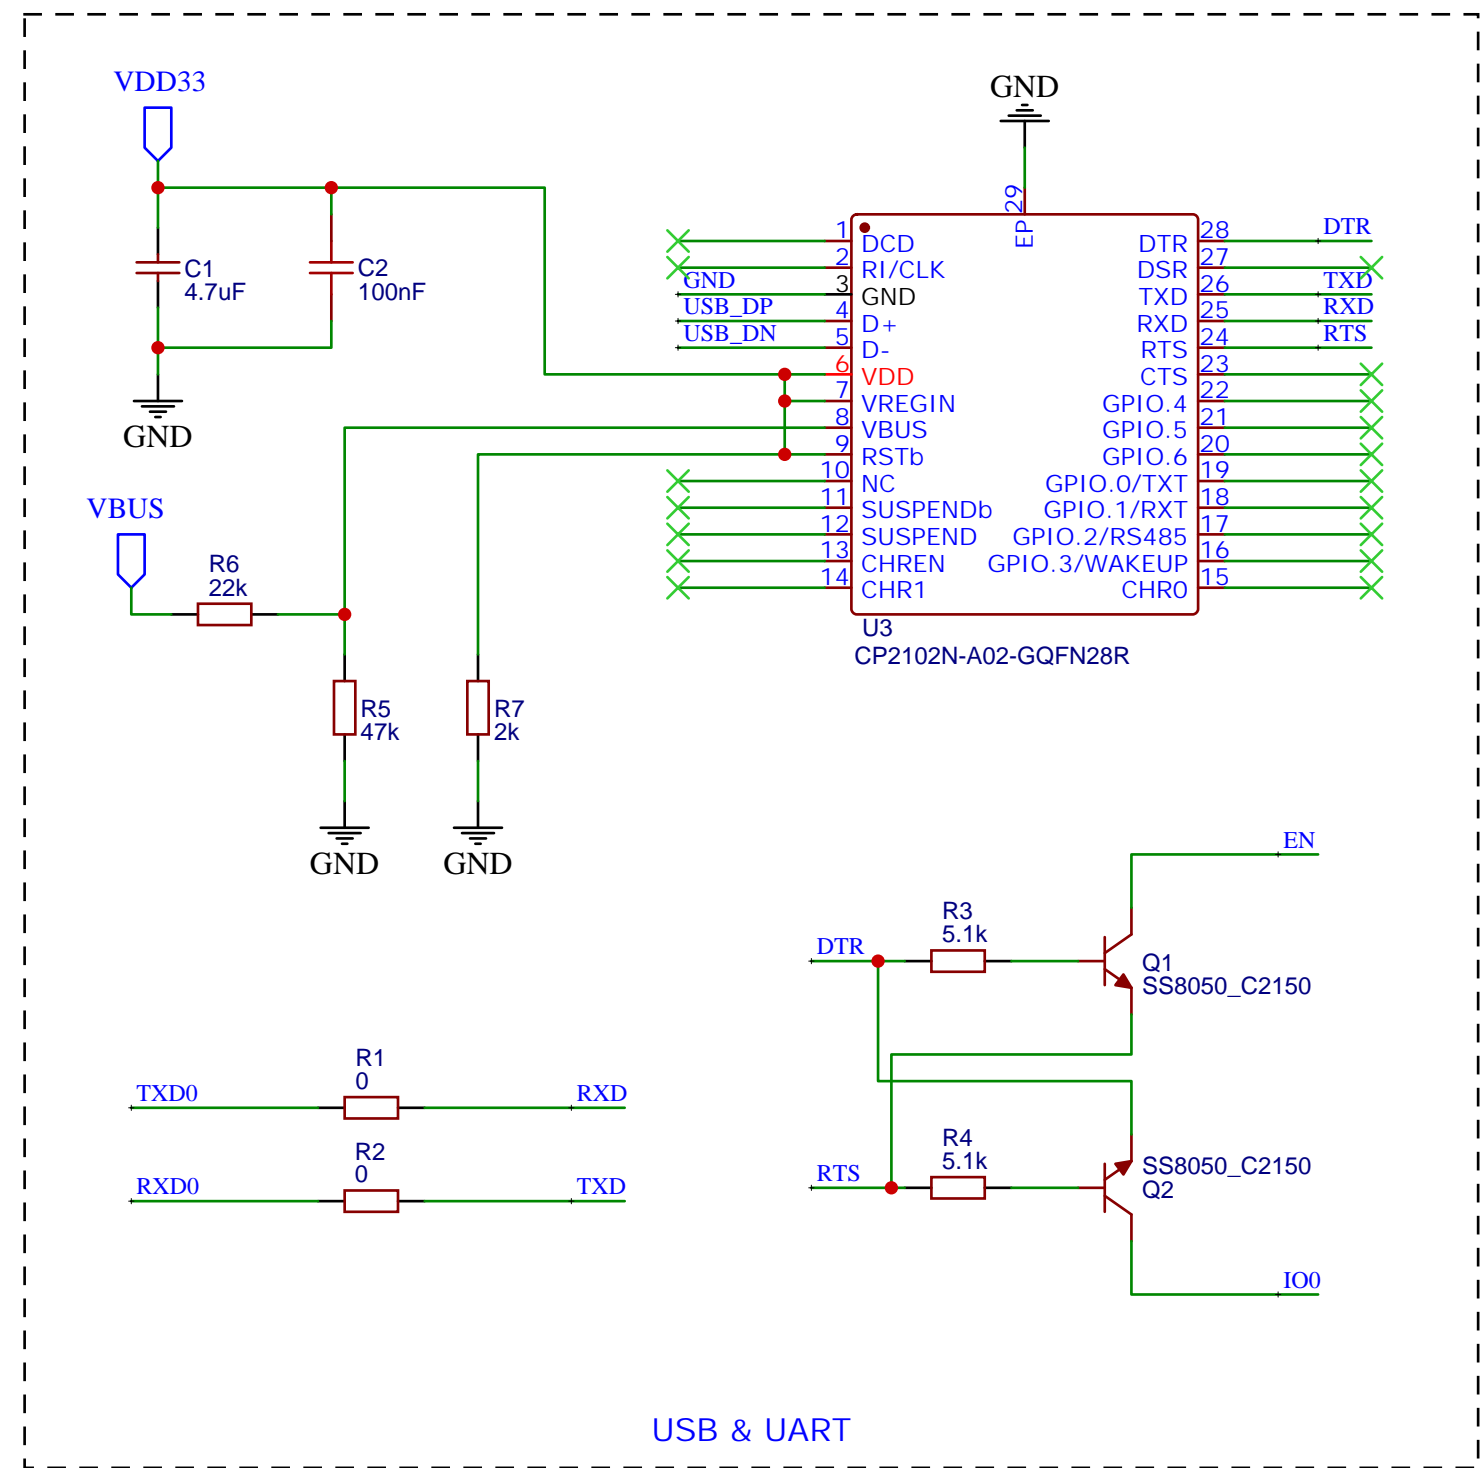 VDD33
C1
4.7uF
C2
100nF
GND
VBUS
R6
22k
R5
47k
GND
R7
2k
GND
GND
29
EP
1 DCD
2 RI/CLK
GND 3 GND
USB_DP 4 D+
USB_DN 5 D-
6 VDD
7 VREGIN
8 VBUS
9 RSTb
10 NC
11 SUSPENDb
12 SUSPEND
13 CHREN
14 CHR1
DTR 28 DTR
DSR 27
TXD 26 TXD
RXD 25 RXD
RTS 24 RTS
CTS 23
GPIO.4 22
GPIO.5 21
GPIO.6 20
GPIO.0/TXT 19
GPIO.1/RXT 18
GPIO.2/RS485 17
GPIO.3/WAKEUP 16
CHR0 15
U3
CP2102N-A02-GQFN28R
EN
R3
5.1k
DTR
Q1
SS8050_C2150
R4
5.1k
RTS
SS8050_C2150
Q2
IO0
R1
0
TXD0 RXD
R2
0
RXD0 TXD
USB & UART